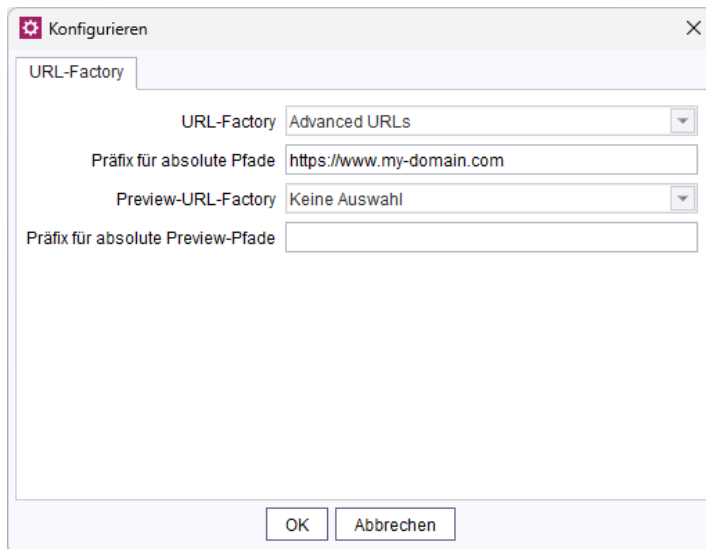 Konfigurieren
URL-Factory
URL-Factory Advanced URLs
Präfix für absolute Pfade https://www.my-domain.com
Preview-URL-Factory Keine Auswahl
Präfix für absolute Preview-Pfade
OK Abbrechen